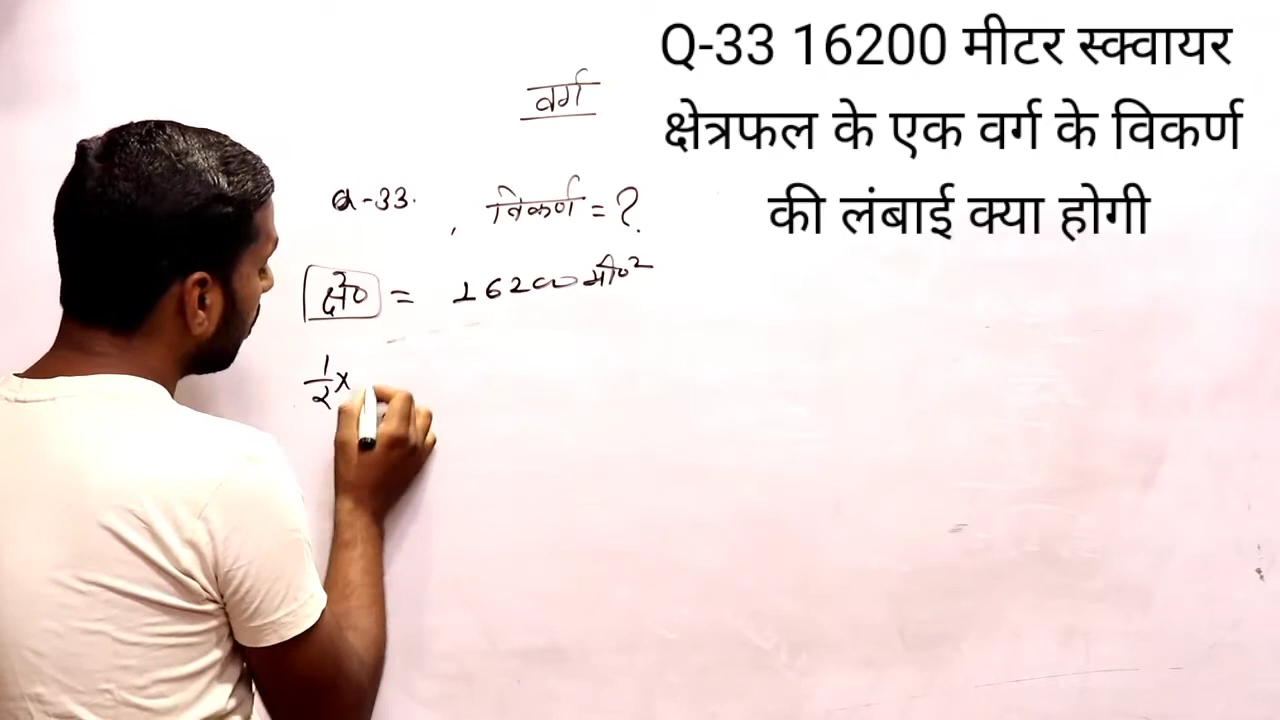 Q-33 16200 मीटर स्क्वायर
क्षेत्रफल के एक वर्ग के विकर्ण
की लंबाई क्या होगी
वर्ग
Q-33. , विकर्ण = ?
क्षे० = 16200 मी०²
1/2 ×